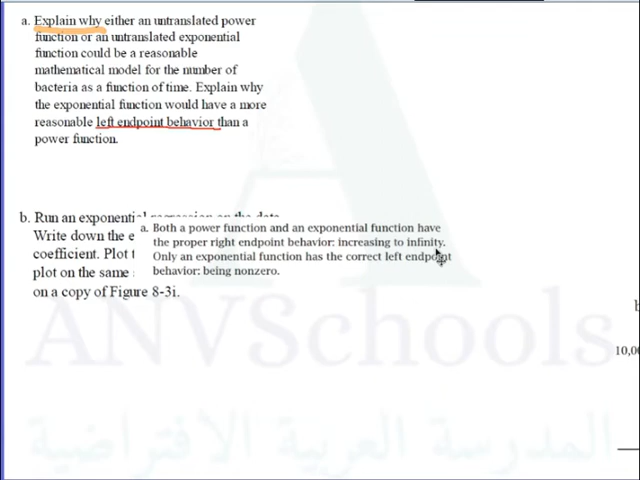 a. Explain why either an untranslated power
function or an untranslated exponential
function could be a reasonable
mathematical model for the number of
bacteria as a function of time. Explain why
the exponential function would have a more
reasonable left endpoint behavior than a
power function.
b. Run an exponenti
Write down the e
coefficient. Plot t
plot on the same
on a copy of Figure 8-3i.
a. Both a power function and an exponential function have
the proper right endpoint behavior: increasing to infinity.
Only an exponential function has the correct left endpoint
behavior: being nonzero.
b
10,00
ANVSchools
المدرسة العربية الافتراضية